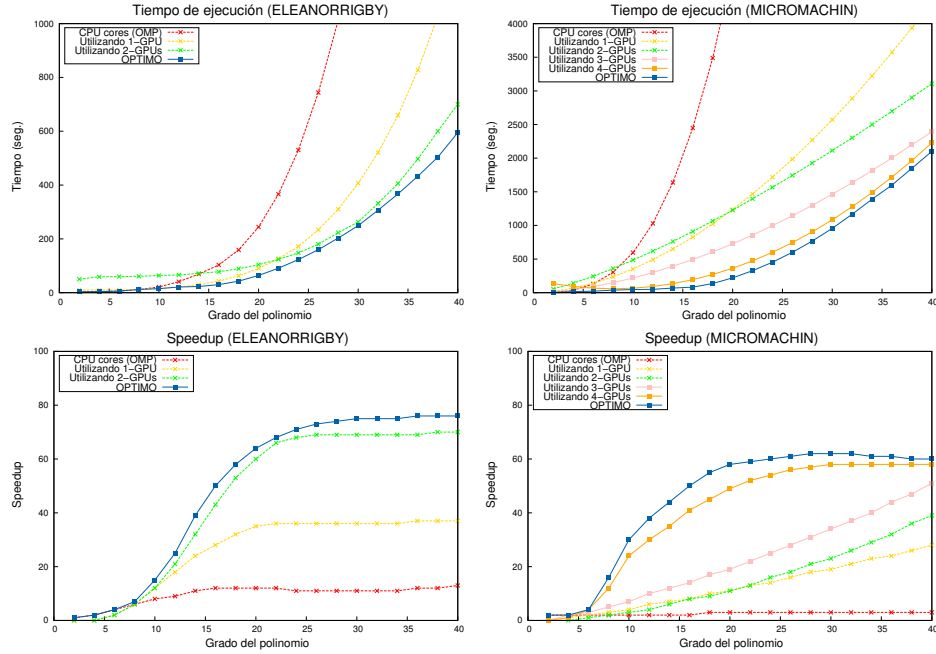 Tiempo de ejecución (ELEANORRIGBY)
CPU cores (OMP)
Utilizando 1-GPU
Utilizando 2-GPUs
OPTIMO
1000
800
600
400
200
0
Tiempo (seg.)
0 5 10 15 20 25 30 35 40
Grado del polinomio
Tiempo de ejecución (MICROMACHIN)
CPU cores (OMP)
Utilizando 1-GPU
Utilizando 2-GPUs
Utilizando 3-GPUs
Utilizando 4-GPUs
OPTIMO
4000
3500
3000
2500
2000
1500
1000
500
0
Tiempo (seg.)
0 5 10 15 20 25 30 35 40
Grado del polinomio
Speedup (ELEANORRIGBY)
CPU cores (OMP)
Utilizando 1-GPU
Utilizando 2-GPUs
OPTIMO
100
80
60
40
20
0
Speedup
0 5 10 15 20 25 30 35 40
Grado del polinomio
Speedup (MICROMACHIN)
CPU cores (OMP)
Utilizando 1-GPU
Utilizando 2-GPUs
Utilizando 3-GPUs
Utilizando 4-GPUs
OPTIMO
100
80
60
40
20
0
Speedup
0 5 10 15 20 25 30 35 40
Grado del polinomio